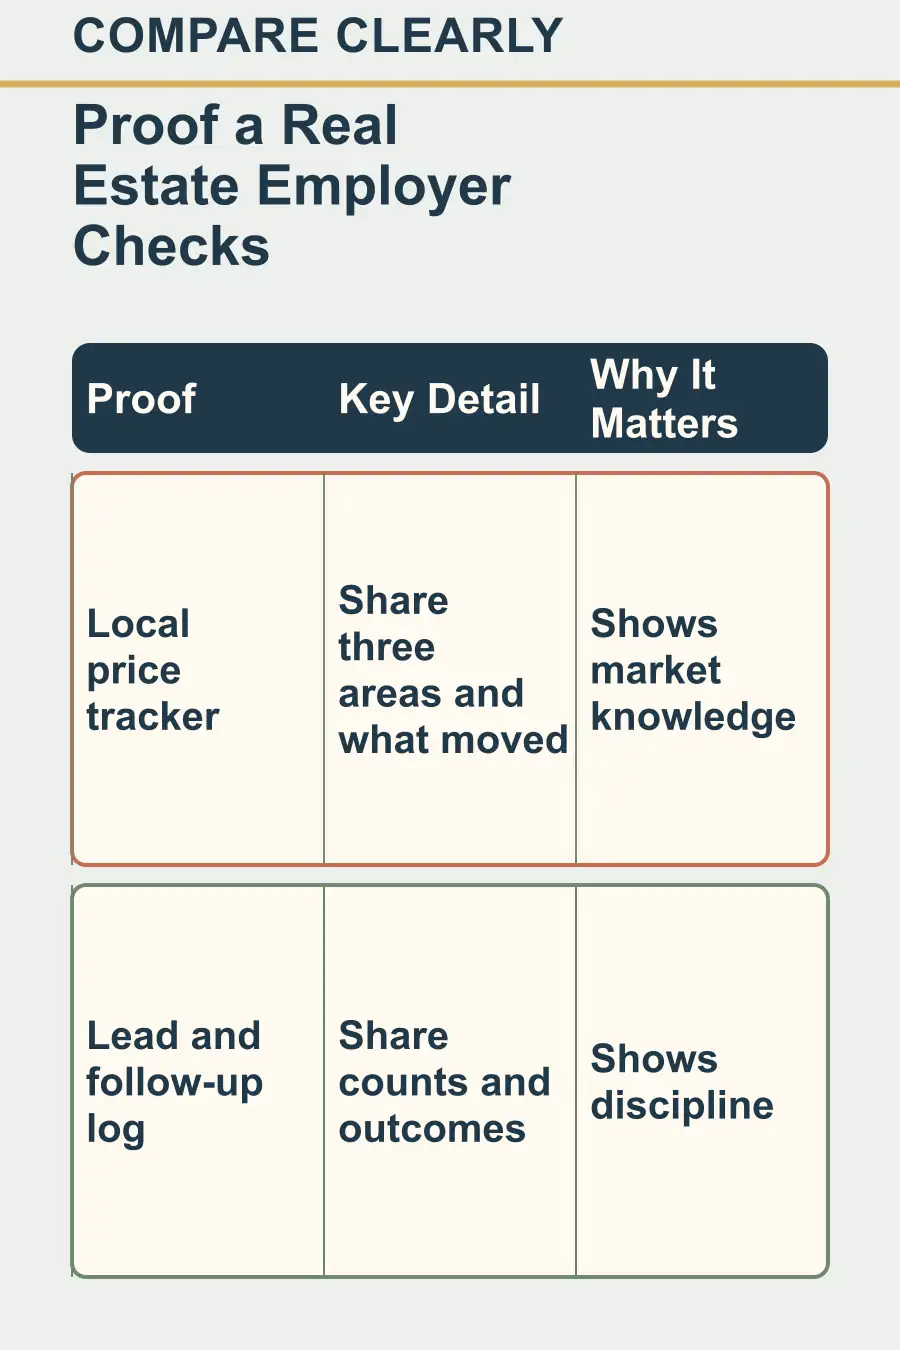 COMPARE CLEARLY
Proof a Real
Estate Employer
Checks
Proof
Key Detail
Why It
Matters
Local
price
tracker
Share
three
areas and
what moved
Shows
market
knowledge
Lead and
follow-up
log
Share
counts and
outcomes
Shows
discipline